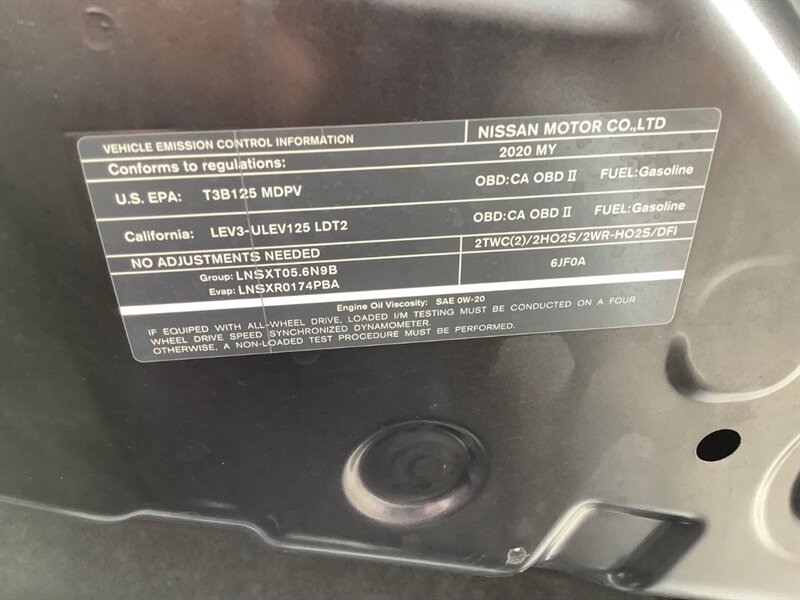 VEHICLE EMISSION CONTROL INFORMATION
NISSAN MOTOR CO.,LTD
Conforms to regulations:
2020 MY
U.S. EPA: T3B125 MDPV
OBD:CA OBD II FUEL:Gasoline
California: LEV3-ULEV125 LDT2
OBD:CA OBD II FUEL:Gasoline
NO ADJUSTMENTS NEEDED
2TWC(2)/2HO2S/2WR-HO2S/DFI
Group: LNSXT05.6N9B
6JF0A
Evap: LNSXR0174PBA
Engine Oil Viscosity: SAE 0W-20
IF EQUIPPED WITH ALL-WHEEL DRIVE, LOADED I/M TESTING MUST BE CONDUCTED ON A FOUR
WHEEL DRIVE SPEED SYNCHRONIZED DYNAMOMETER.
OTHERWISE, A NON-LOADED TEST PROCEDURE MUST BE PERFORMED.